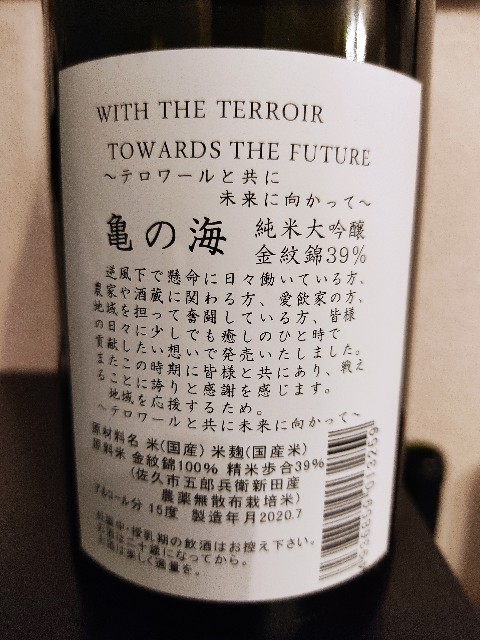 WITH THE TERROIR
TOWARDS THE FUTURE
～テロワールと共に
未来に向かって～
亀の海 純米大吟醸
金紋錦39%
逆風下で懸命に日々働いている方、
農家や酒蔵に関わる方、愛飲家の方、
地域を担って奮闘している方、皆様
の日々に少しでも癒しのひと時で
貢献したい想いで発売いたしました。
またこの時期に皆様と共にあり、戦え
ることに誇りと感謝を感じます。
地域を応援するため。
～テロワールと共に未来に向かって～
原材料名 米(国産) 米麹(国産米)
原料米 金紋錦100% 精米歩合39%
(佐久市五郎兵衛新田産
農薬無散布栽培米)
アルコール分 15度 製造年月2020.7
妊娠中・授乳期の飲酒はお控え下さい。
お酒は二十歳になってから。
お酒は楽しく適量を。